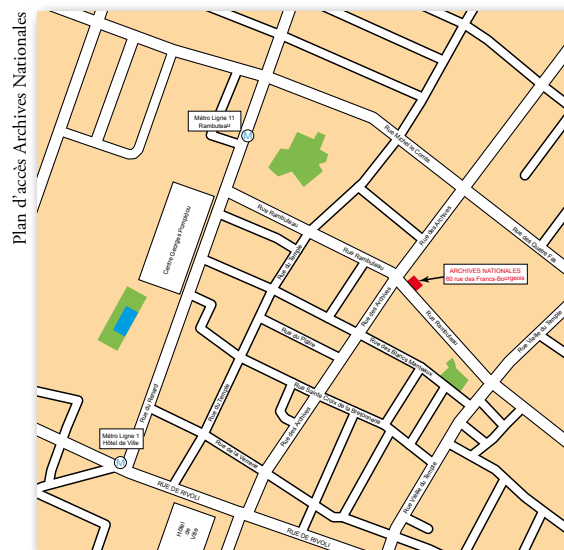 Plan d'accès Archives Nationales
Métro Ligne 11
Rambuteau
Rue Michel le Comte
Rue des Archives
Rue Rambuteau
Rue des Quatre Fils
Centre Georges Pompidou
Rue du Temple
Rue Rambuteau
ARCHIVES NATIONALES
60 rue des Francs-Bourgeois
Rue des Archives
Rue Rambuteau
Rue Vieille du Temple
Rue du Platre
Rue des Blancs Manteaux
Rue du Renard
Rue du Temple
Rue Sainte Croix de la Bretonnerie
Rue des Archives
Métro Ligne 1
Hôtel de Ville
Rue de la Verrerie
Rue Vieille du Temple
RUE DE RIVOLI
Hôtel
de
Ville
RUE DE RIVOLI